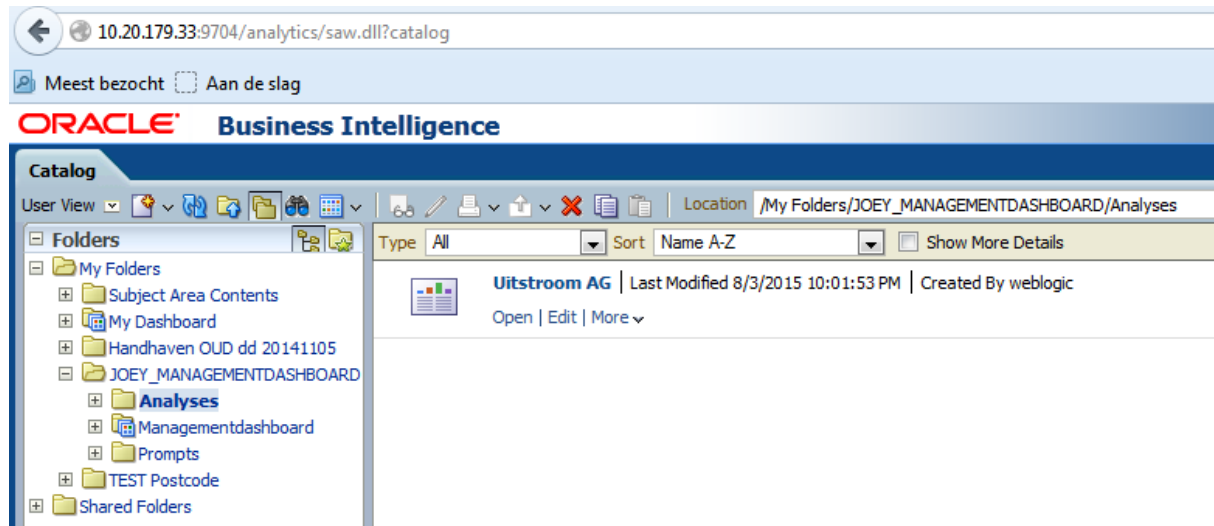 10.20.179.33:9704/analytics/saw.dll?catalog
Meest bezocht Aan de slag
ORACLE Business Intelligence
Catalog
User View Location /My Folders/JOEY_MANAGEMENTDASHBOARD/Analyses
Folders
My Folders
Subject Area Contents
My Dashboard
Handhaven OUD dd 20141105
JOEY_MANAGEMENTDASHBOARD
Analyses
Managementdashboard
Prompts
TEST Postcode
Shared Folders
Type All Sort Name A-Z Show More Details
Uitstroom AG | Last Modified 8/3/2015 10:01:53 PM | Created By weblogic
Open | Edit | More